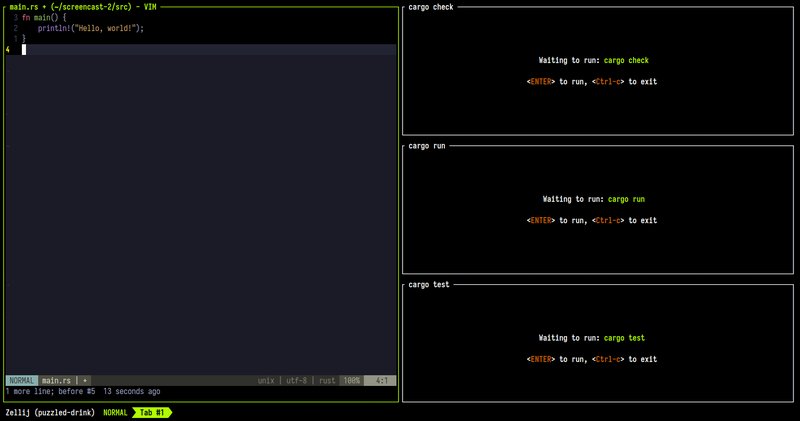 main.rs + (~/screencast-2/src) - VIM
3 fn main() {
2     println!("Hello, world!");
1 }
4
~
~
~
~
~
NORMAL main.rs | + unix | utf-8 | rust 100% 4:1
1 more line; before #5  13 seconds ago
cargo check
Waiting to run: cargo check
<ENTER> to run, <Ctrl-c> to exit
cargo run
Waiting to run: cargo run
<ENTER> to run, <Ctrl-c> to exit
cargo test
Waiting to run: cargo test
<ENTER> to run, <Ctrl-c> to exit
Zellij (puzzled-drink) NORMAL Tab #1